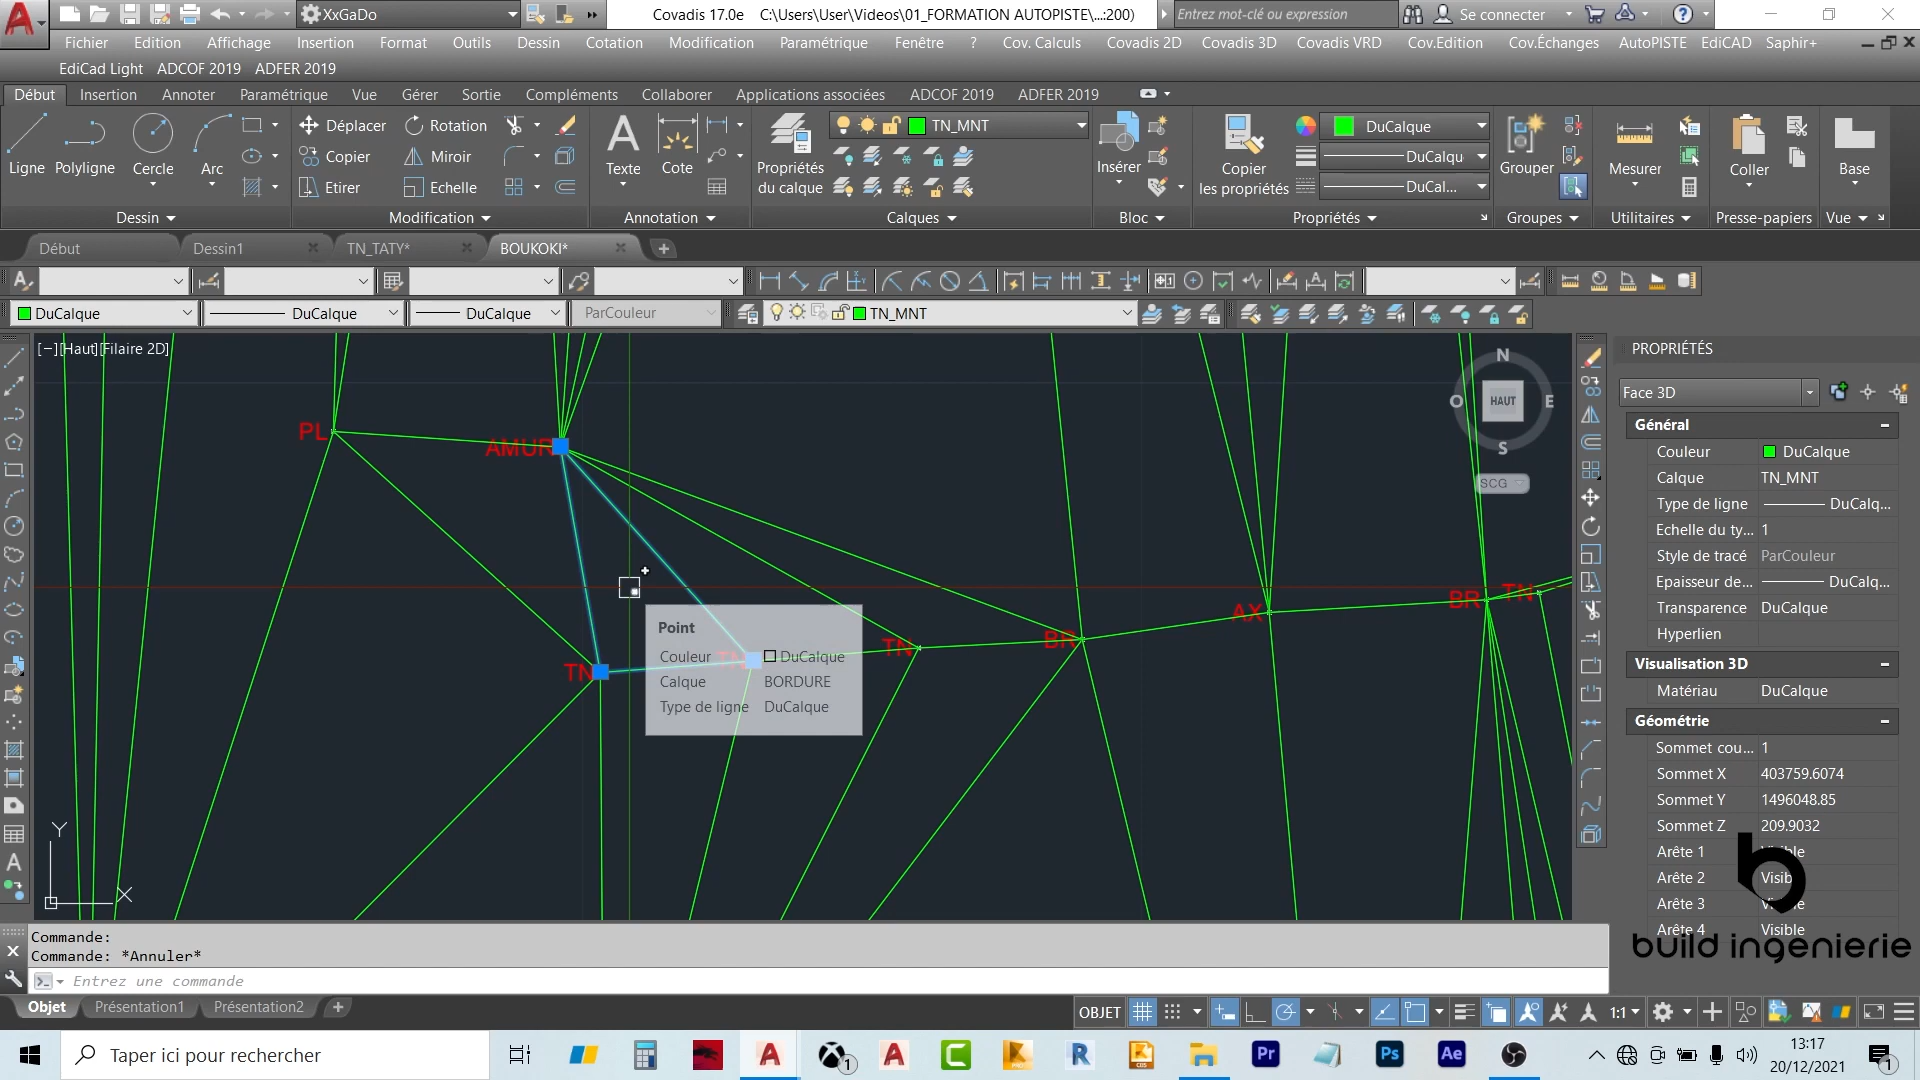 XxGaDo
Covadis 17.0e C:\Users\User\Videos\01_FORMATION AUTOPISTE\...:200)
Entrez mot-clé ou expression
Se connecter
Fichier Edition Affichage Insertion Format Outils Dessin Cotation Modification Paramétrique Fenêtre ? Cov. Calculs Covadis 2D Covadis 3D Covadis VRD Cov.Edition Cov.Échanges AutoPISTE EdiCAD Saphir+
EdiCad Light ADCOF 2019 ADFER 2019
Début Insertion Annoter Paramétrique Vue Gérer Sortie Compléments Collaborer Applications associées ADCOF 2019 ADFER 2019
Déplacer Rotation TN_MNT DuCalque
Ligne Polyligne Cercle Arc Copier Miroir Texte Cote Propriétés du calque Insérer Copier les propriétés DuCalqu Grouper Mesurer Coller Base
Etirer Echelle DuCal...
Dessin Modification Annotation Calques Bloc Propriétés Groupes Utilitaires Presse-papiers Vue
Début Dessin1 TN_TATY* BOUKOKI*
DuCalque DuCalque DuCalque ParCouleur TN_MNT
[−][Haut][Filaire 2D]
PL
AMUR
TN
TN
BR
AX
BR
TN
Point
Couleur DuCalque
Calque BORDURE
Type de ligne DuCalque
N
O HAUT E
S
SCG
Y
X
PROPRIÉTÉS
Face 3D
Général
Couleur DuCalque
Calque TN_MNT
Type de ligne DuCalq...
Echelle du ty... 1
Style de tracé ParCouleur
Epaisseur de... DuCalq...
Transparence DuCalque
Hyperlien
Visualisation 3D
Matériau DuCalque
Géométrie
Sommet cou... 1
Sommet X 403759.6074
Sommet Y 1496048.85
Sommet Z 209.9032
Arête 1
Arête 2
Arête 3
Arête 4 Visible
build ingenierie
Commande:
Commande: *Annuler*
Entrez une commande
Objet Présentation1 Présentation2
OBJET 1:1
Taper ici pour rechercher
Pr Ps Ae
13:17
20/12/2021